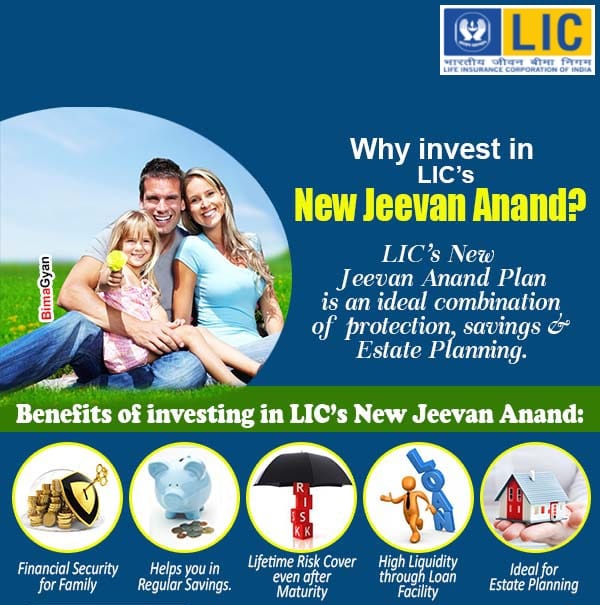 LIC
भारतीय जीवन बीमा निगम
LIFE INSURANCE CORPORATION OF INDIA
Why invest in
LIC's
New Jeevan Anand?
LIC's New
Jeevan Anand Plan
is an ideal combination
of protection, savings &
Estate Planning.
BimaGyan
Benefits of investing in LIC's New Jeevan Anand:
RISK
LOAN
Financial Security
for Family
Helps you in
Regular Savings.
Lifetime Risk Cover
even after
Maturity
High Liquidity
through Loan
Facility
Ideal for
Estate Planning